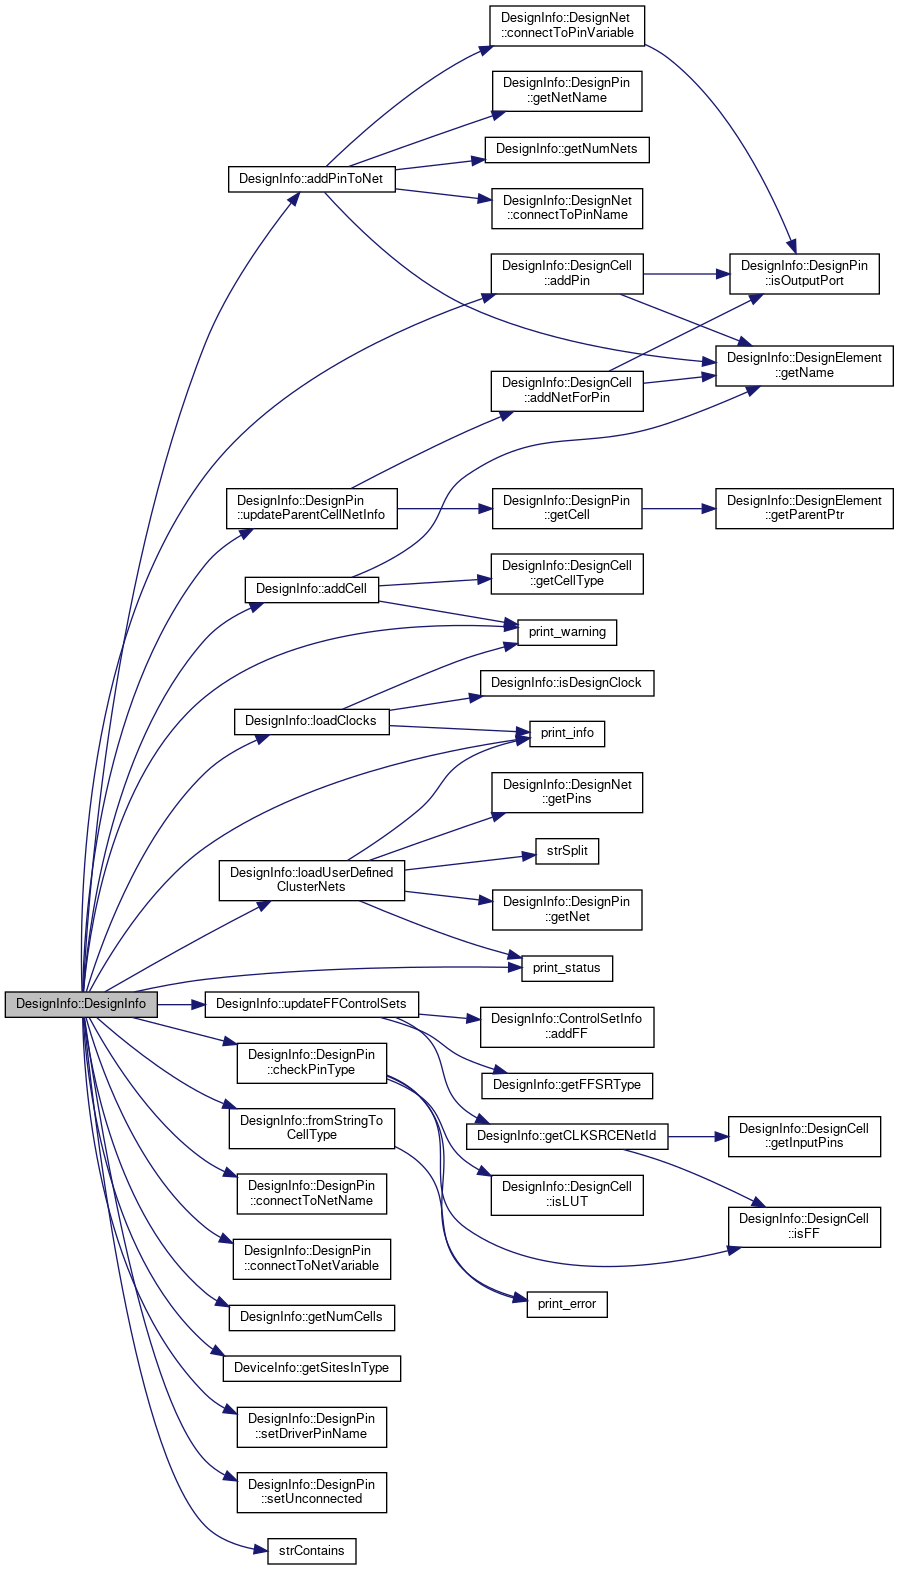 DesignInfo::DesignNet
::connectToPinVariable
DesignInfo::DesignPin
::getNetName
DesignInfo::getNumNets
DesignInfo::addPinToNet
DesignInfo::DesignNet
::connectToPinName
DesignInfo::DesignCell
::addPin
DesignInfo::DesignPin
::isOutputPort
DesignInfo::DesignElement
::getName
DesignInfo::DesignCell
::addNetForPin
DesignInfo::DesignPin
::updateParentCellNetInfo
DesignInfo::DesignPin
::getCell
DesignInfo::DesignElement
::getParentPtr
DesignInfo::DesignCell
::getCellType
DesignInfo::addCell
print_warning
DesignInfo::isDesignClock
DesignInfo::loadClocks
print_info
DesignInfo::DesignNet
::getPins
strSplit
DesignInfo::loadUserDefined
ClusterNets
DesignInfo::DesignPin
::getNet
print_status
DesignInfo::DesignInfo
DesignInfo::updateFFControlSets
DesignInfo::ControlSetInfo
::addFF
DesignInfo::DesignPin
::checkPinType
DesignInfo::getFFSRType
DesignInfo::fromStringTo
CellType
DesignInfo::getCLKSRCENetId
DesignInfo::DesignCell
::getInputPins
DesignInfo::DesignPin
::connectToNetName
DesignInfo::DesignCell
::isLUT
DesignInfo::DesignCell
::isFF
DesignInfo::DesignPin
::connectToNetVariable
print_error
DesignInfo::getNumCells
DeviceInfo::getSitesInType
DesignInfo::DesignPin
::setDriverPinName
DesignInfo::DesignPin
::setUnconnected
strContains